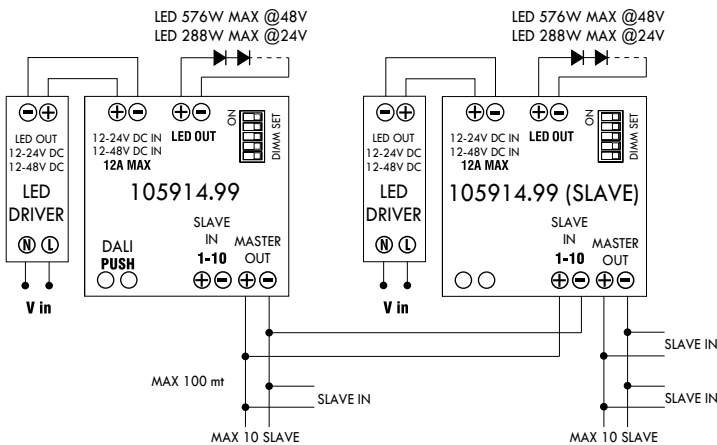 LED 576W MAX @48V
LED 288W MAX @24V
LED OUT
12-24V DC
12-48V DC
LED
DRIVER
N L
V in
12-24V DC IN
12-48V DC IN
12A MAX
LED OUT
ON
DIMM SET
105914.99
DALI
PUSH
SLAVE
IN
1-10
MASTER
OUT
MAX 100 mt
SLAVE IN
MAX 10 SLAVE
LED 576W MAX @48V
LED 288W MAX @24V
LED OUT
12-24V DC
12-48V DC
LED
DRIVER
N L
V in
12-24V DC IN
12-48V DC IN
12A MAX
LED OUT
ON
DIMM SET
105914.99 (SLAVE)
SLAVE
IN
1-10
MASTER
OUT
SLAVE IN
SLAVE IN
MAX 10 SLAVE